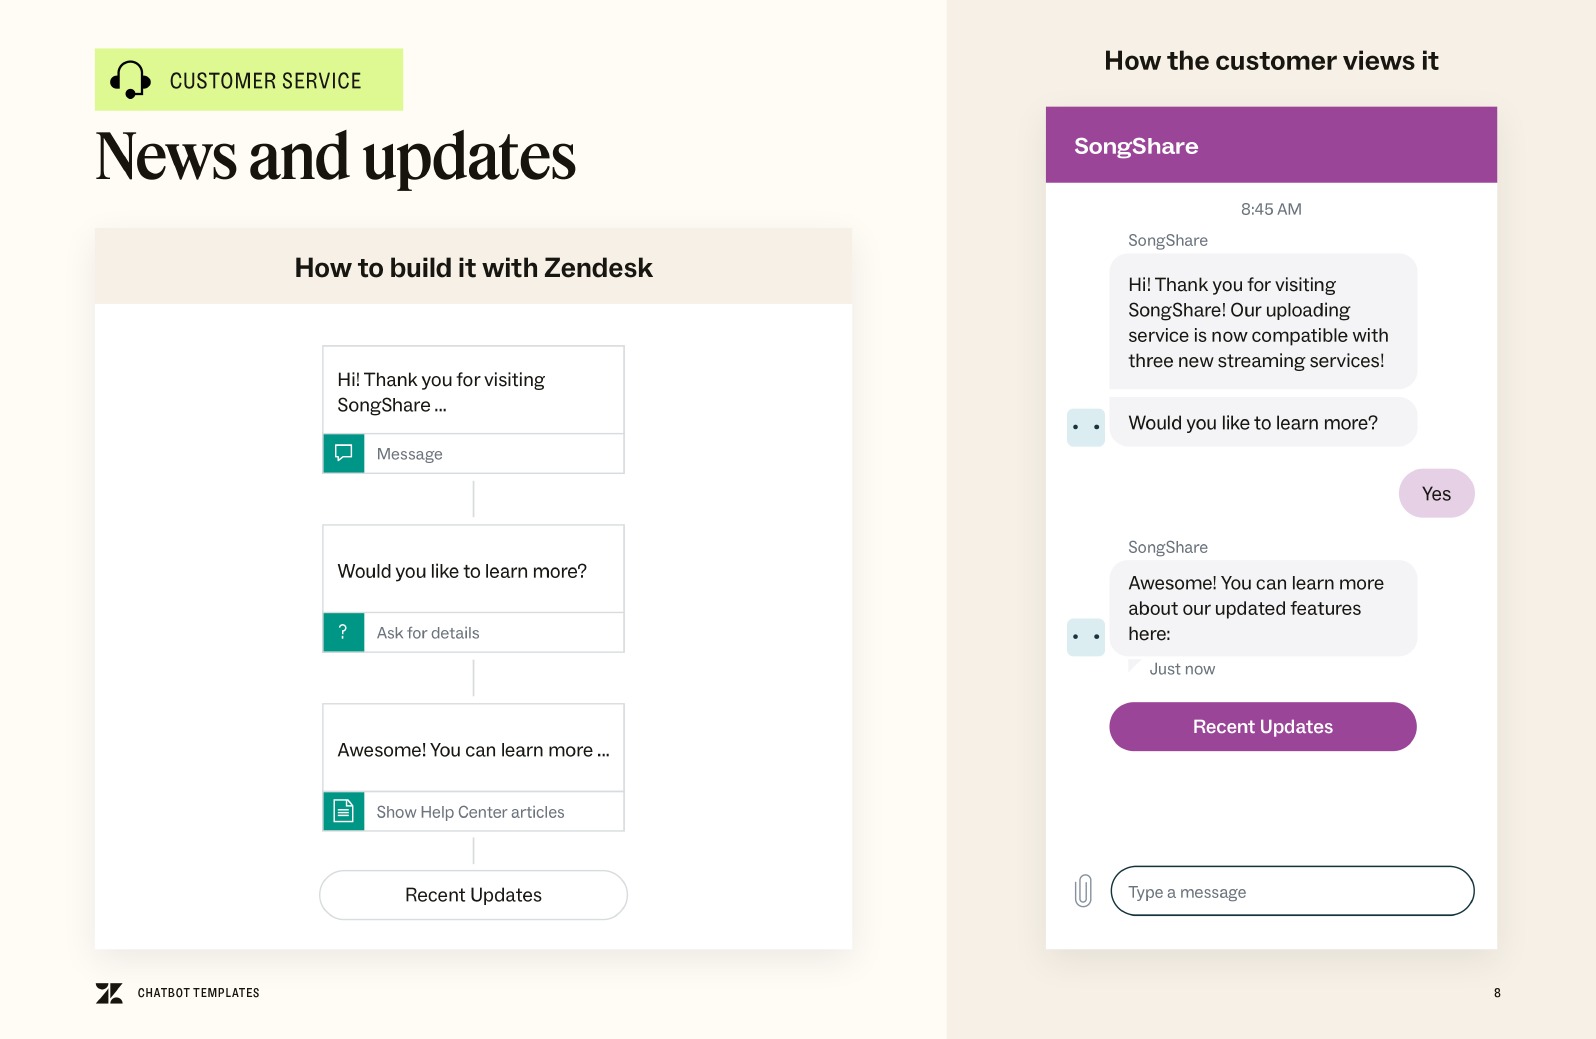 CUSTOMER SERVICE
News and updates
How to build it with Zendesk
Hi! Thank you for visiting
SongShare ...
Message
Would you like to learn more?
?
Ask for details
Awesome! You can learn more ...
Show Help Center articles
Recent Updates
How the customer views it
SongShare
8:45 AM
SongShare
Hi! Thank you for visiting
SongShare! Our uploading
service is now compatible with
three new streaming services!
Would you like to learn more?
Yes
SongShare
Awesome! You can learn more
about our updated features
here:
Just now
Recent Updates
Type a message
CHATBOT TEMPLATES
8